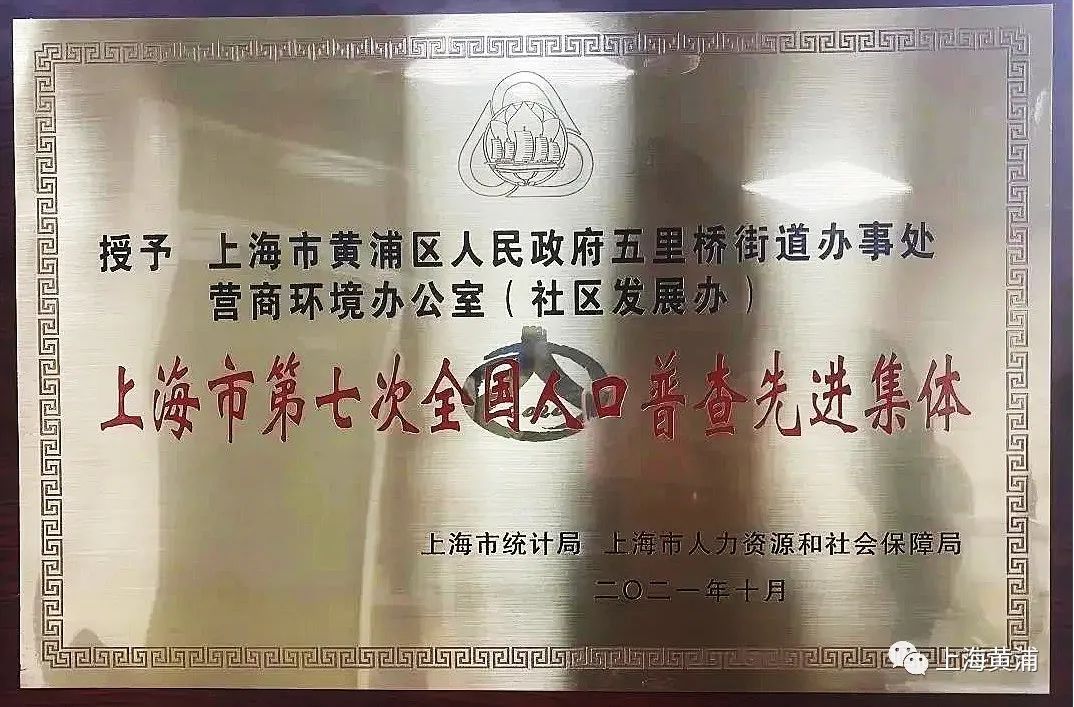 授予 上海市黄浦区人民政府五里桥街道办事处
营商环境办公室（社区发展办）
上海市第七次全国人口普查先进集体
上海市统计局 上海市人力资源和社会保障局
二〇二一年十月
上海黄浦